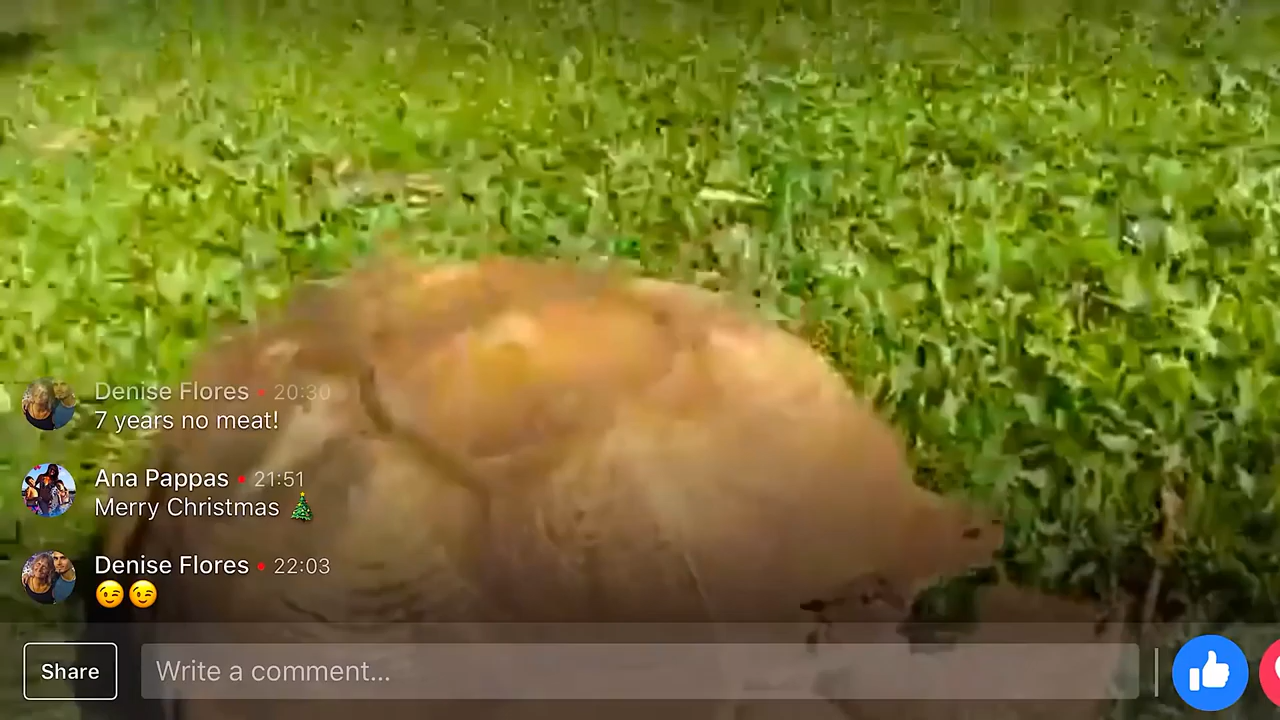 Denise Flores • 20:30
7 years no meat!
Ana Pappas • 21:51
Merry Christmas 🎄
Denise Flores • 22:03
😉😉
Share
Write a comment...